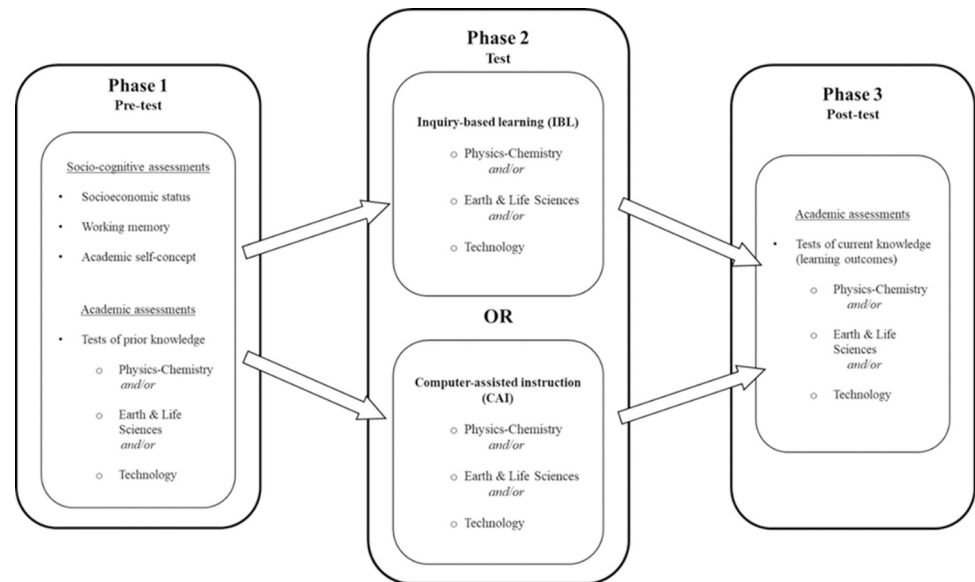 Phase 1
Pre-test
Socio-cognitive assessments
• Socioeconomic status
• Working memory
• Academic self-concept
Academic assessments
• Tests of prior knowledge
o Physics-Chemistry
and/or
o Earth & Life
Sciences
and/or
o Technology
Phase 2
Test
Inquiry-based learning (IBL)
o Physics-Chemistry
and/or
o Earth & Life Sciences
and/or
o Technology
OR
Computer-assisted instruction
(CAI)
o Physics-Chemistry
and/or
o Earth & Life Sciences
and/or
o Technology
Phase 3
Post-test
Academic assessments
• Tests of current knowledge
(learning outcomes)
o Physics-Chemistry
and/or
o Earth & Life
Sciences
and/or
o Technology